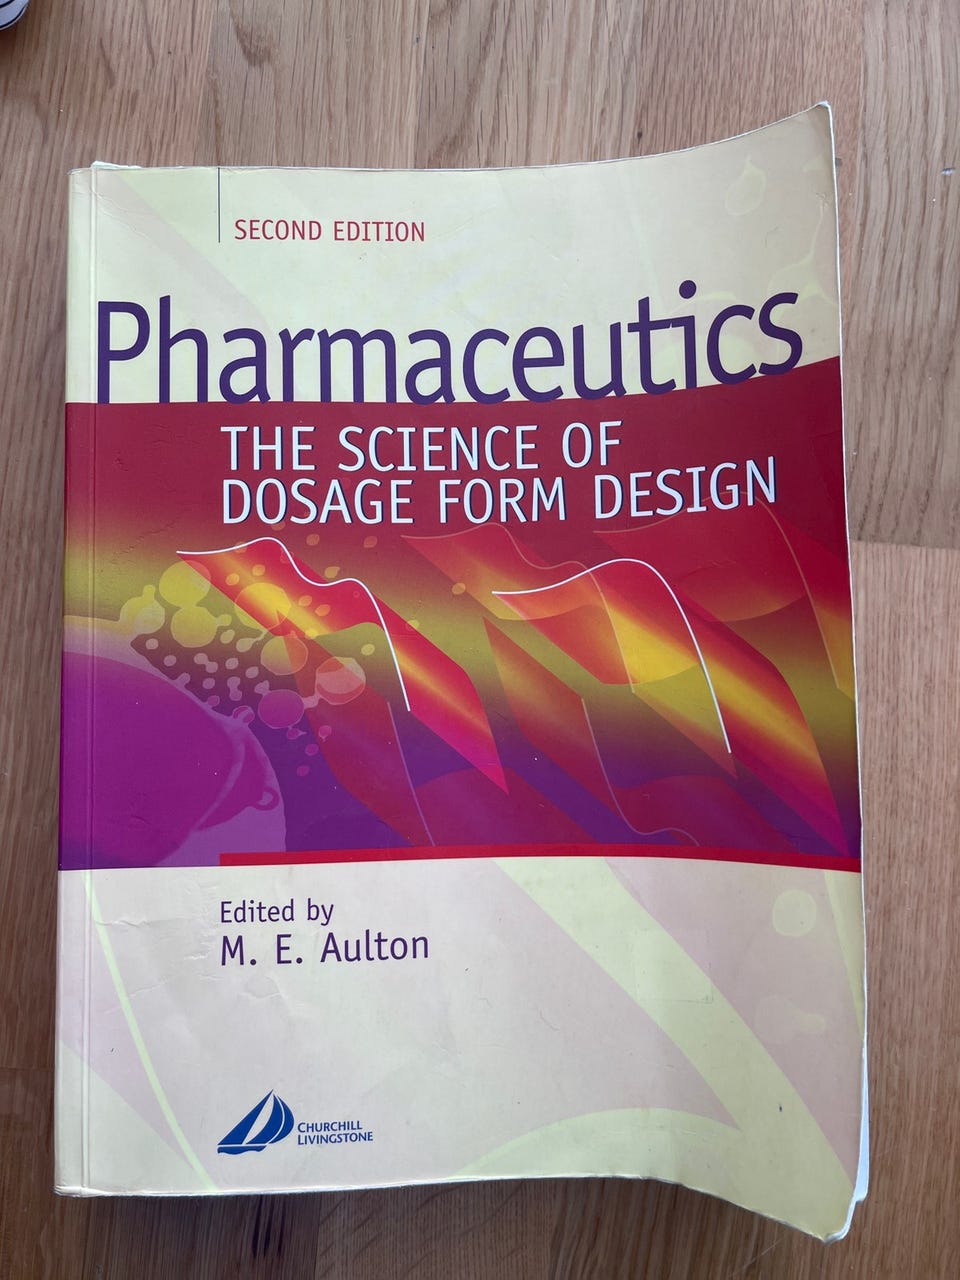 SECOND EDITION
Pharmaceutics
THE SCIENCE OF
DOSAGE FORM DESIGN
Edited by
M. E. Aulton
CHURCHILL
LIVINGSTONE